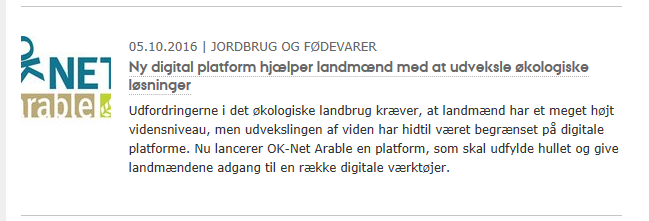 OK
NET
arable
05.10.2016 | JORDBRUG OG FØDEVARER
Ny digital platform hjælper landmænd med at udveksle økologiske
løsninger
Udfordringerne i det økologiske landbrug kræver, at landmænd har et meget højt
vidensniveau, men udvekslingen af viden har hidtil været begrænset på digitale
platforme. Nu lancerer OK-Net Arable en platform, som skal udfylde hullet og give
landmændene adgang til en række digitale værktøjer.